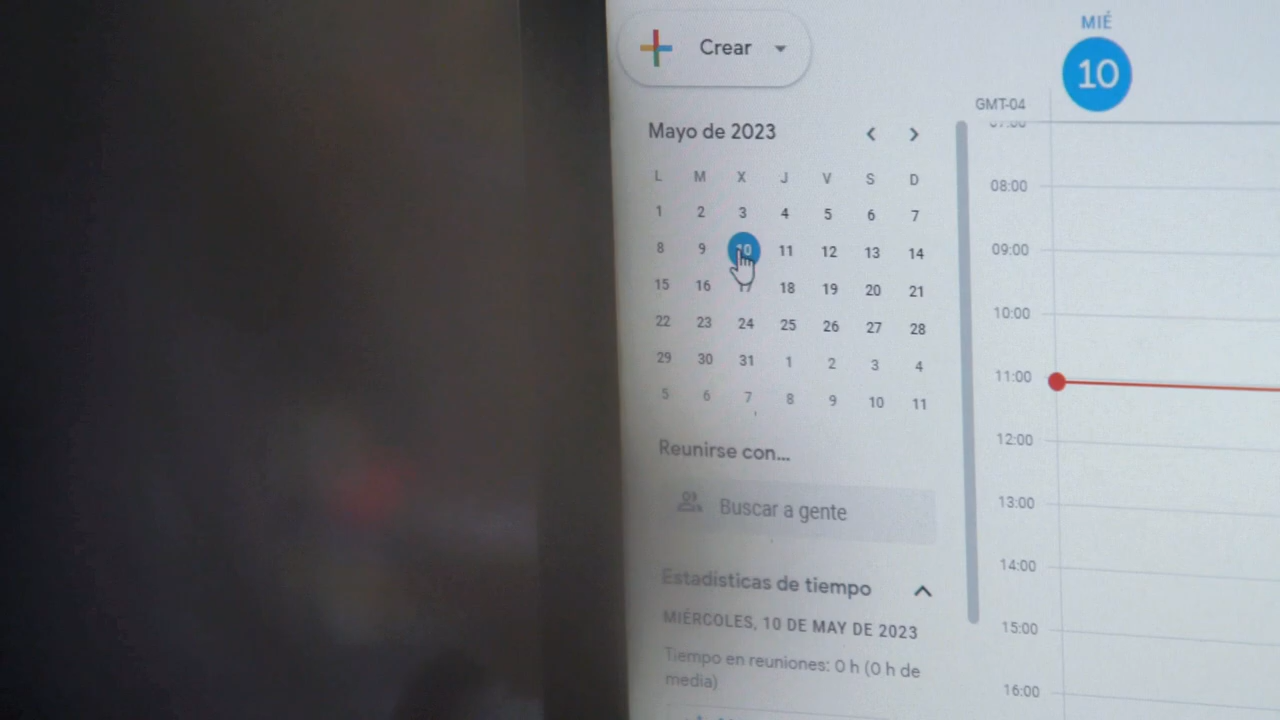 Crear
MIÉ
10
GMT-04
Mayo de 2023
L M X J V S D
1 2 3 4 5 6 7
8 9 10 11 12 13 14
15 16 17 18 19 20 21
22 23 24 25 26 27 28
29 30 31 1 2 3 4
5 6 7 8 9 10 11
Reunirse con...
Buscar a gente
Estadísticas de tiempo
MIÉRCOLES, 10 DE MAY DE 2023
Tiempo en reuniones: 0 h (0 h de
media)
07:00
08:00
09:00
10:00
11:00
12:00
13:00
14:00
15:00
16:00